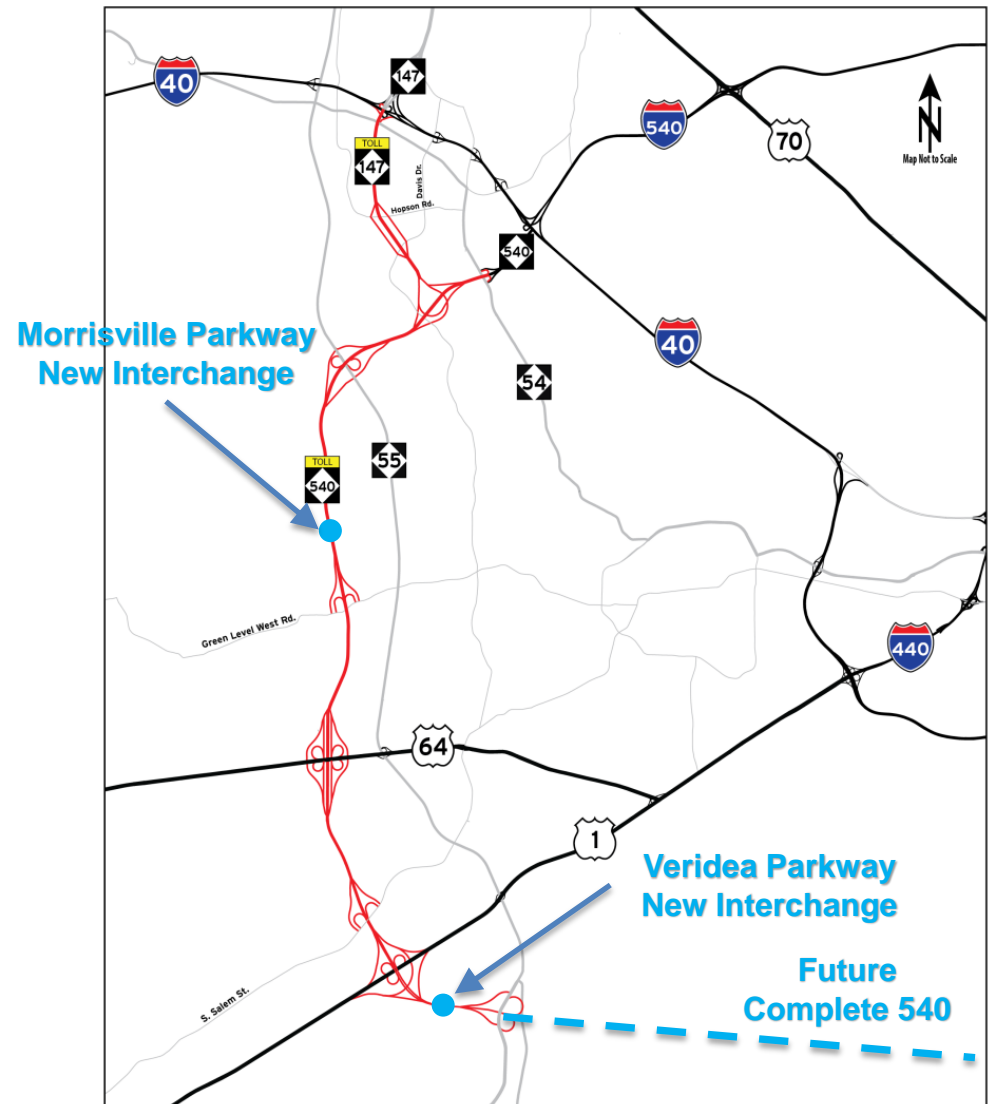 40
147
TOLL
147
Davis Dr.
Hopson Rd.
540
70
N
Map Not to Scale
540
Morrisville Parkway
New Interchange
40
54
55
TOLL
540
Green Level West Rd.
440
64
1
Veridea Parkway
New Interchange
Future
Complete 540
S. Salem St.